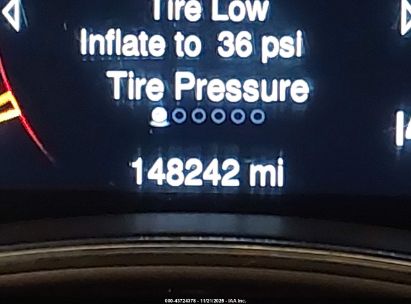 Tire Low
Inflate to 36 psi
Tire Pressure
148242 mi